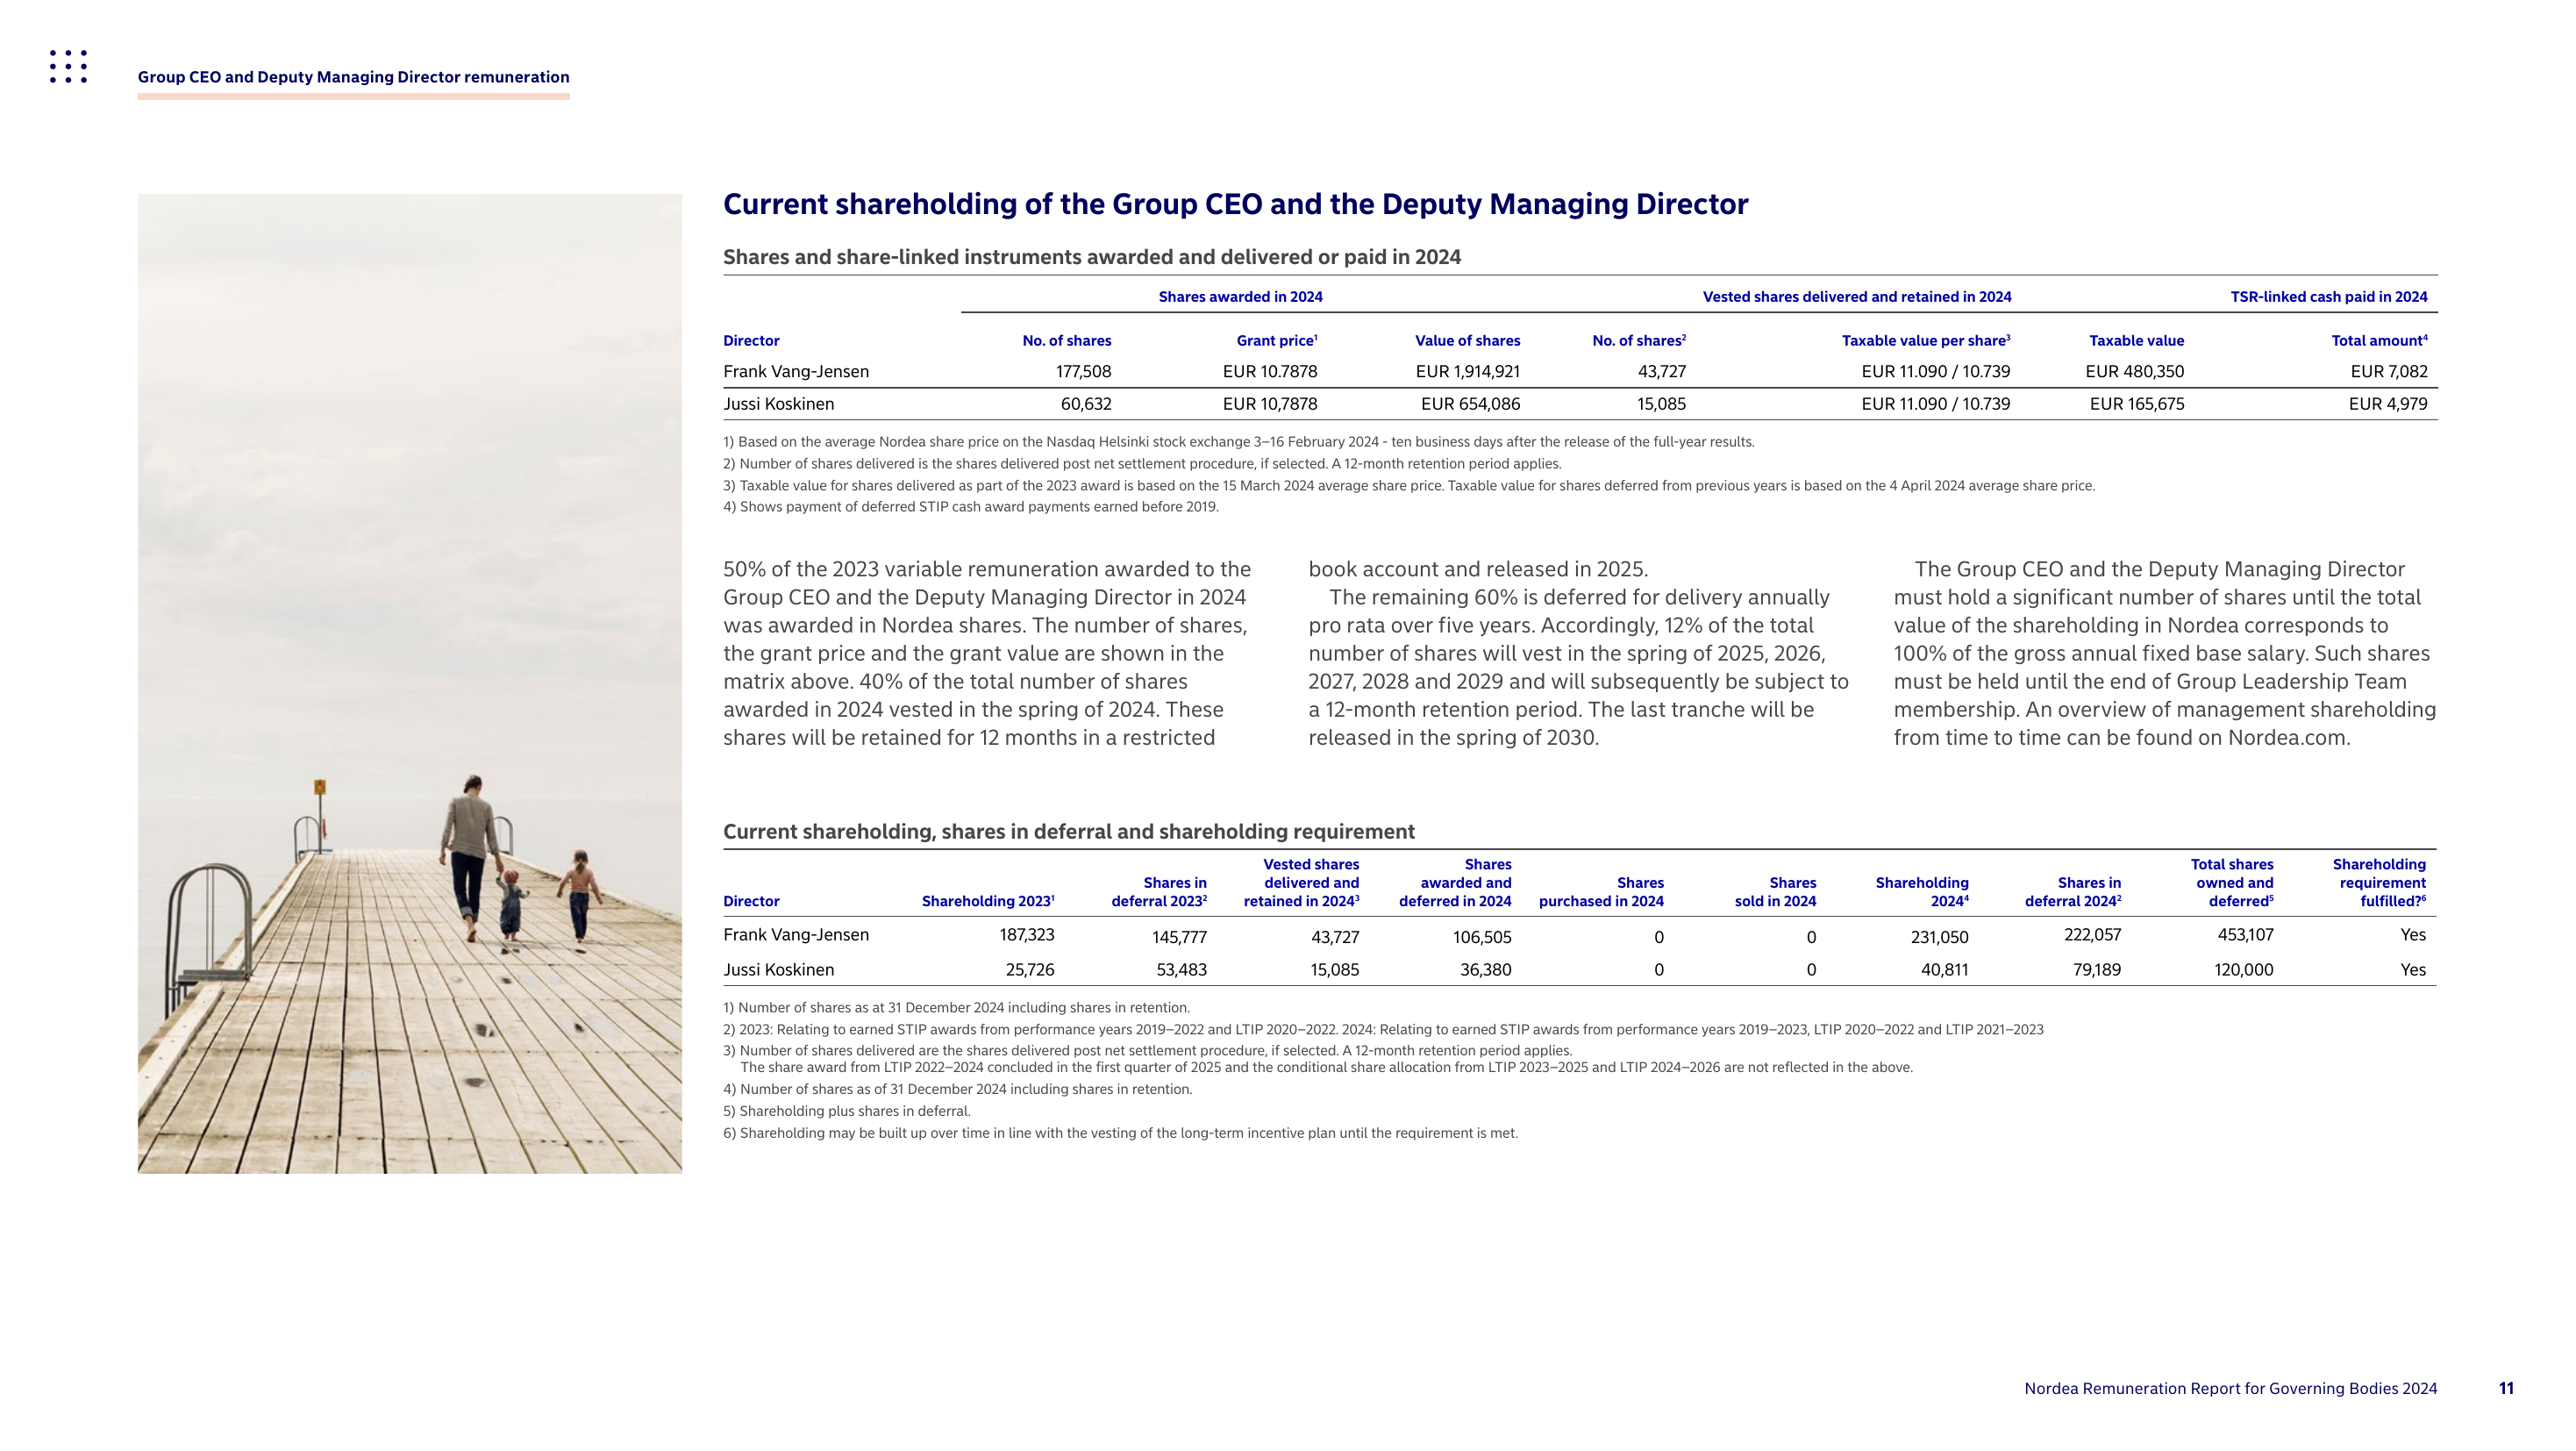 Group CEO and Deputy Managing Director remuneration
Current shareholding of the Group CEO and the Deputy Managing Director
Shares and share-linked instruments awarded and delivered or paid in 2024
Shares awarded in 2024 Vested shares delivered and retained in 2024 TSR-linked cash paid in 2024
Director No. of shares Grant price1 Value of shares No. of shares2 Taxable value per share3 Taxable value Total amount4
Frank Vang-Jensen 177,508 EUR 10.7878 EUR 1,914,921 43,727 EUR 11.090 / 10.739 EUR 480,350 EUR 7,082
Jussi Koskinen 60,632 EUR 10,7878 EUR 654,086 15,085 EUR 11.090 / 10.739 EUR 165,675 EUR 4,979
1) Based on the average Nordea share price on the Nasdaq Helsinki stock exchange 3–16 February 2024 - ten business days after the release of the full-year results.
2) Number of shares delivered is the shares delivered post net settlement procedure, if selected. A 12-month retention period applies.
3) Taxable value for shares delivered as part of the 2023 award is based on the 15 March 2024 average share price. Taxable value for shares deferred from previous years is based on the 4 April 2024 average share price.
4) Shows payment of deferred STIP cash award payments earned before 2019.
50% of the 2023 variable remuneration awarded to the
Group CEO and the Deputy Managing Director in 2024
was awarded in Nordea shares. The number of shares,
the grant price and the grant value are shown in the
matrix above. 40% of the total number of shares
awarded in 2024 vested in the spring of 2024. These
shares will be retained for 12 months in a restricted
book account and released in 2025.
The remaining 60% is deferred for delivery annually
pro rata over five years. Accordingly, 12% of the total
number of shares will vest in the spring of 2025, 2026,
2027, 2028 and 2029 and will subsequently be subject to
a 12-month retention period. The last tranche will be
released in the spring of 2030.
The Group CEO and the Deputy Managing Director
must hold a significant number of shares until the total
value of the shareholding in Nordea corresponds to
100% of the gross annual fixed base salary. Such shares
must be held until the end of Group Leadership Team
membership. An overview of management shareholding
from time to time can be found on Nordea.com.
Current shareholding, shares in deferral and shareholding requirement
Vested shares Shares Total shares Shareholding
Shares in delivered and awarded and Shares Shares Shareholding Shares in owned and requirement
Director Shareholding 20231 deferral 20232 retained in 20243 deferred in 2024 purchased in 2024 sold in 2024 20244 deferral 20242 deferred5 fulfilled?6
Frank Vang-Jensen 187,323 145,777 43,727 106,505 0 0 231,050 222,057 453,107 Yes
Jussi Koskinen 25,726 53,483 15,085 36,380 0 0 40,811 79,189 120,000 Yes
1) Number of shares as at 31 December 2024 including shares in retention.
2) 2023: Relating to earned STIP awards from performance years 2019–2022 and LTIP 2020–2022. 2024: Relating to earned STIP awards from performance years 2019–2023, LTIP 2020–2022 and LTIP 2021–2023
3) Number of shares delivered are the shares delivered post net settlement procedure, if selected. A 12-month retention period applies.
The share award from LTIP 2022–2024 concluded in the first quarter of 2025 and the conditional share allocation from LTIP 2023–2025 and LTIP 2024–2026 are not reflected in the above.
4) Number of shares as of 31 December 2024 including shares in retention.
5) Shareholding plus shares in deferral.
6) Shareholding may be built up over time in line with the vesting of the long-term incentive plan until the requirement is met.
Nordea Remuneration Report for Governing Bodies 2024 11